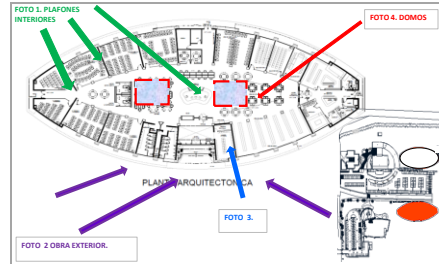 FOTO 1. PLAFONES
INTERIORES
FOTO 4. DOMOS
PLANTA ARQUITECTONICA
FOTO 3.
FOTO 2 OBRA EXTERIOR.